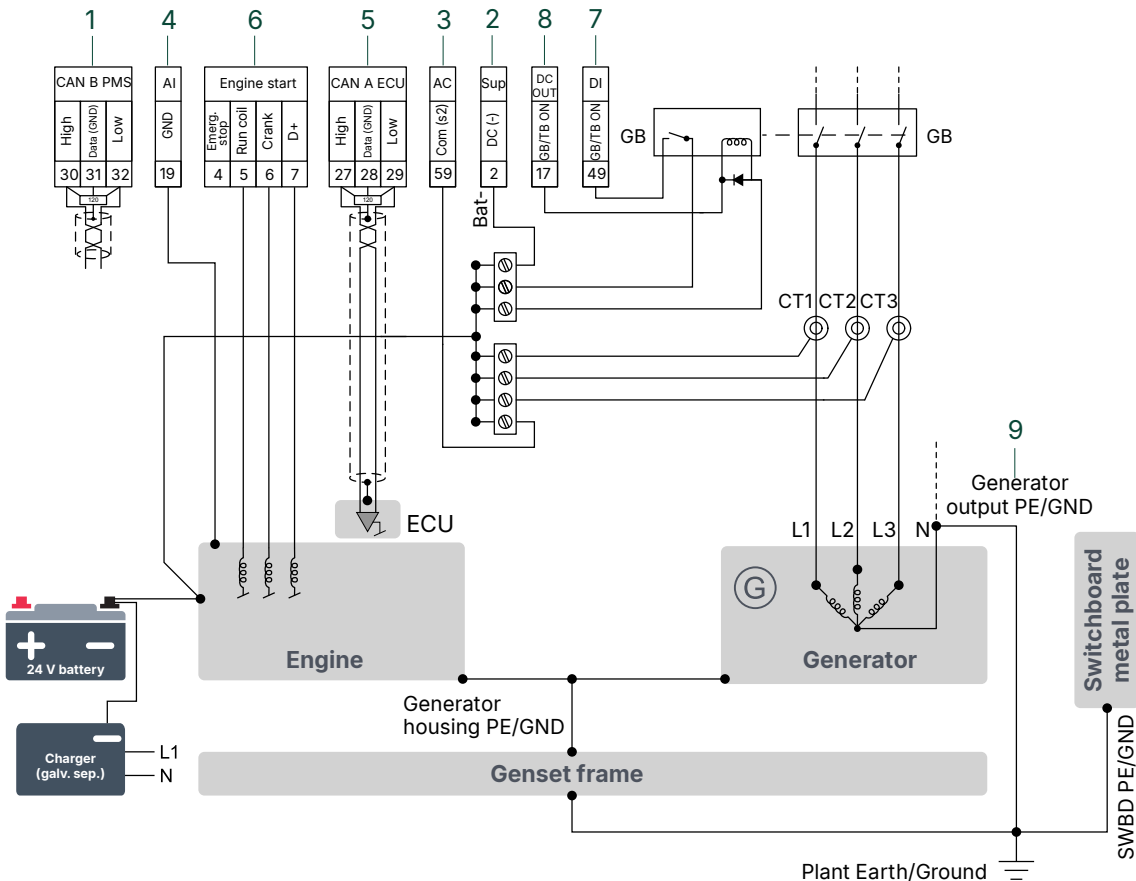 1
4
6
5
3
2
8
7
CAN B PMS
AI
Engine start
CAN A ECU
AC
Sup
DC
OUT
DI
High
Data (GND)
Low
GND
Emerg.
stop
Run coil
Crank
D+
High
Data (GND)
Low
Com (s2)
DC (-)
GB/TB ON
GB/TB ON
30
31
32
19
4
5
6
7
27
28
29
59
2
17
49
120
120
Bat-
GB
GB
CT1
CT2
CT3
9
Generator
output PE/GND
ECU
L1
L2
L3
N
G
Engine
Generator
Switchboard
metal plate
24 V battery
Generator
housing PE/GND
Charger
(galv. sep.)
L1
N
Genset frame
SWBD PE/GND
Plant Earth/Ground